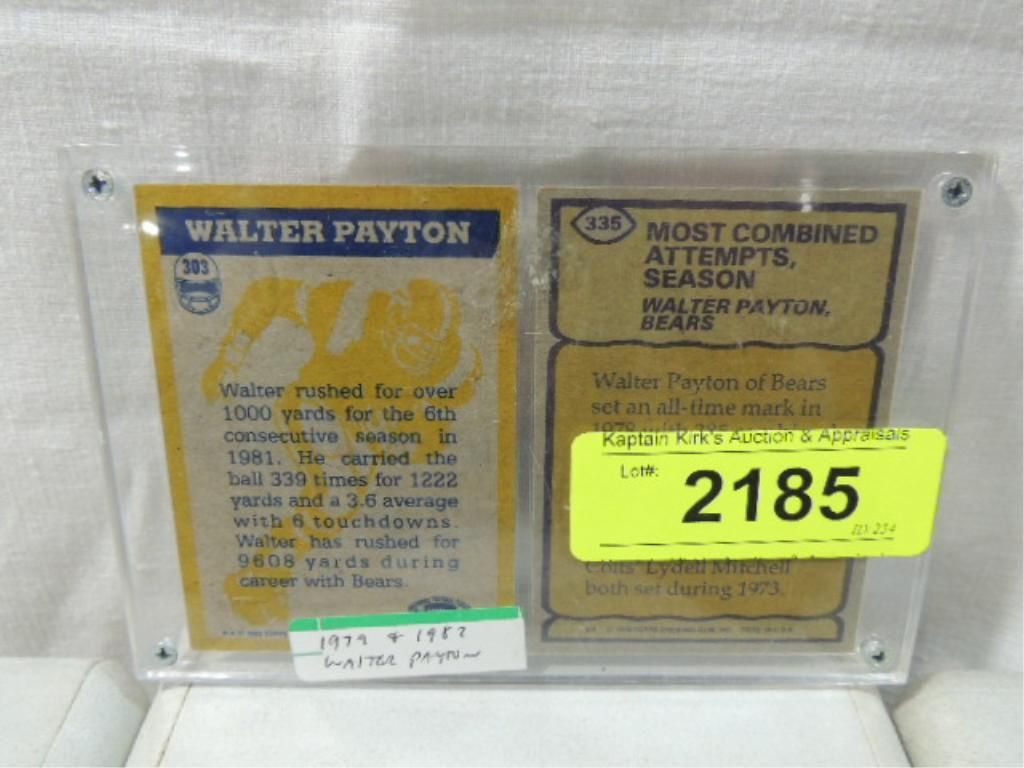 WALTER PAYTON
303
Walter rushed for over
1000 yards for the 6th
consecutive season in
1981. He carried the
ball 339 times for 1222
yards and a 3.6 average
with 6 touchdowns.
Walter has rushed for
9608 yards during
career with Bears.
335
MOST COMBINED
ATTEMPTS,
SEASON
WALTER PAYTON,
BEARS
Walter Payton of Bears
set an all-time mark in
1978 with
Colts' Lydell Mitchell
both set during 1973.
Kaptain Kirk's Auction & Appraisals
Lot#:
2185
ID: 234
1979 & 1982
WALTER PAYTON